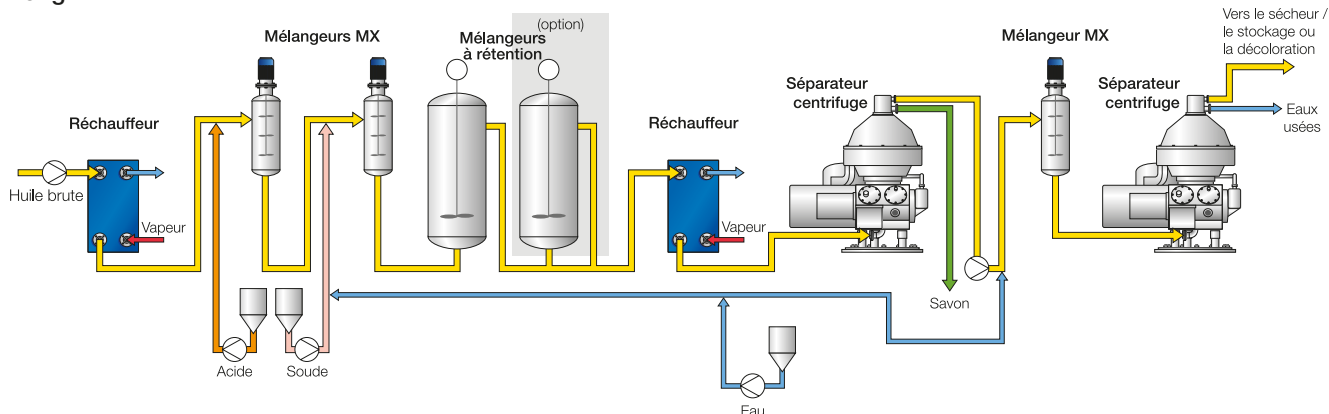 (option)
Mélangeurs MX
Mélangeurs
à rétention
Mélangeur MX
Vers le sécheur /
le stockage ou
la décoloration
Réchauffeur
Réchauffeur
Séparateur
centrifuge
Séparateur
centrifuge
Eaux
usées
Huile brute
Vapeur
Vapeur
Savon
Acide
Soude
Eau